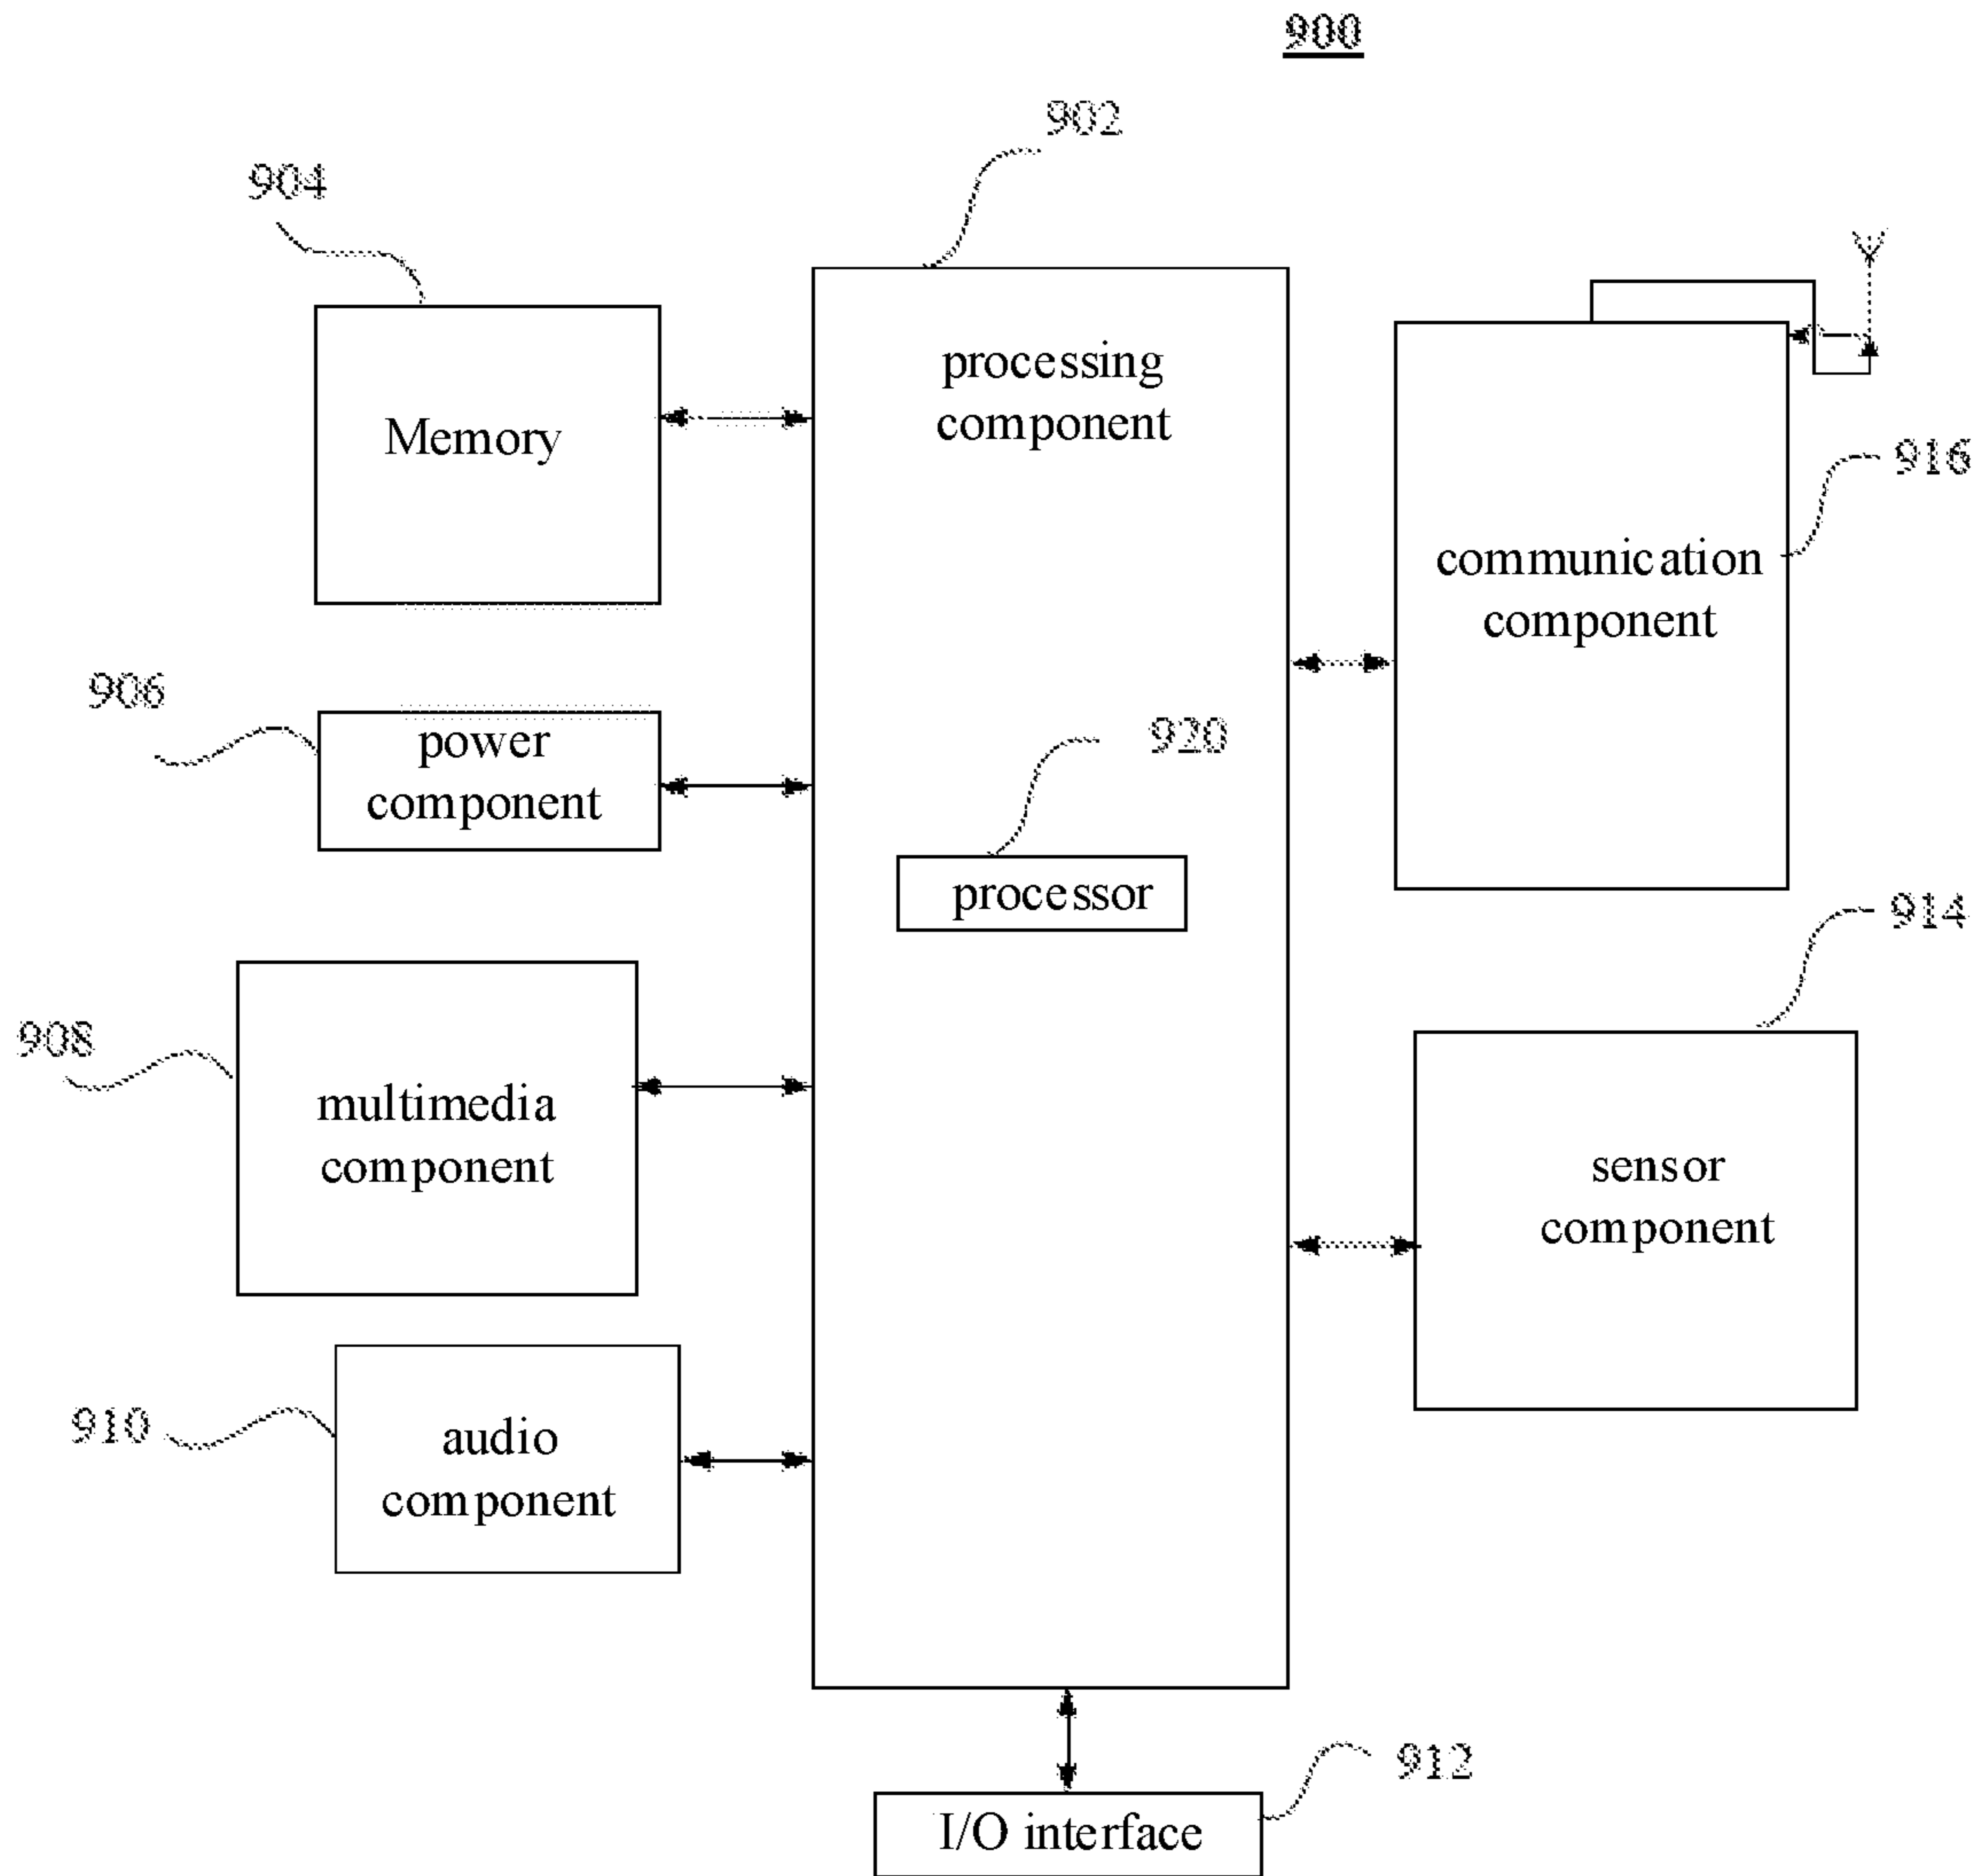 900
902
904
Memory
processing
component
916
communication
component
906
power
component
920
processor
914
908
multimedia
component
sensor
component
910
audio
component
912
I/O interface